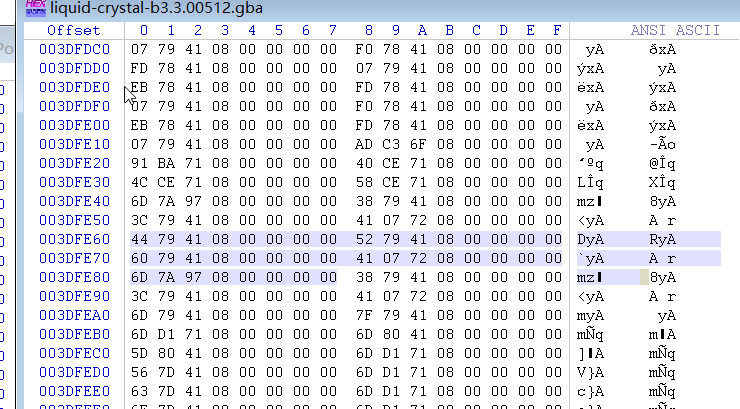 liquid-crystal-b3.3.00512.gba
Offset 0 1 2 3 4 5 6 7 8 9 A B C D E F ANSI ASCII
003DFDC0 07 79 41 08 00 00 00 00 F0 78 41 08 00 00 00 00 yA ðxA
003DFDD0 FD 78 41 08 00 00 00 00 07 79 41 08 00 00 00 00 ýxA yA
003DFDE0 EB 78 41 08 00 00 00 00 FD 78 41 08 00 00 00 00 ëxA ýxA
003DFDF0 07 79 41 08 00 00 00 00 F0 78 41 08 00 00 00 00 yA ðxA
003DFE00 EB 78 41 08 00 00 00 00 FD 78 41 08 00 00 00 00 ëxA ýxA
003DFE10 07 79 41 08 00 00 00 00 AD C3 6F 08 00 00 00 00 yA -Ão
003DFE20 91 BA 71 08 00 00 00 00 40 CE 71 08 00 00 00 00 ‘ºq @Îq
003DFE30 4C CE 71 08 00 00 00 00 58 CE 71 08 00 00 00 00 LÎq XÎq
003DFE40 6D 7A 97 08 00 00 00 00 38 79 41 08 00 00 00 00 mz 8yA
003DFE50 3C 79 41 08 00 00 00 00 41 07 72 08 00 00 00 00 <yA A r
003DFE60 44 79 41 08 00 00 00 00 52 79 41 08 00 00 00 00 DyA RyA
003DFE70 60 79 41 08 00 00 00 00 41 07 72 08 00 00 00 00 `yA A r
003DFE80 6D 7A 97 08 00 00 00 00 38 79 41 08 00 00 00 00 mz 8yA
003DFE90 3C 79 41 08 00 00 00 00 41 07 72 08 00 00 00 00 <yA A r
003DFEA0 6D 79 41 08 00 00 00 00 7F 79 41 08 00 00 00 00 myA yA
003DFEB0 6D D1 71 08 00 00 00 00 6D 80 41 08 00 00 00 00 mÑq m A
003DFEC0 5D 80 41 08 00 00 00 00 6D D1 71 08 00 00 00 00 ] A mÑq
003DFED0 56 7D 41 08 00 00 00 00 6D D1 71 08 00 00 00 00 V}A mÑq
003DFEE0 63 7D 41 08 00 00 00 00 6D D1 71 08 00 00 00 00 c}A mÑq